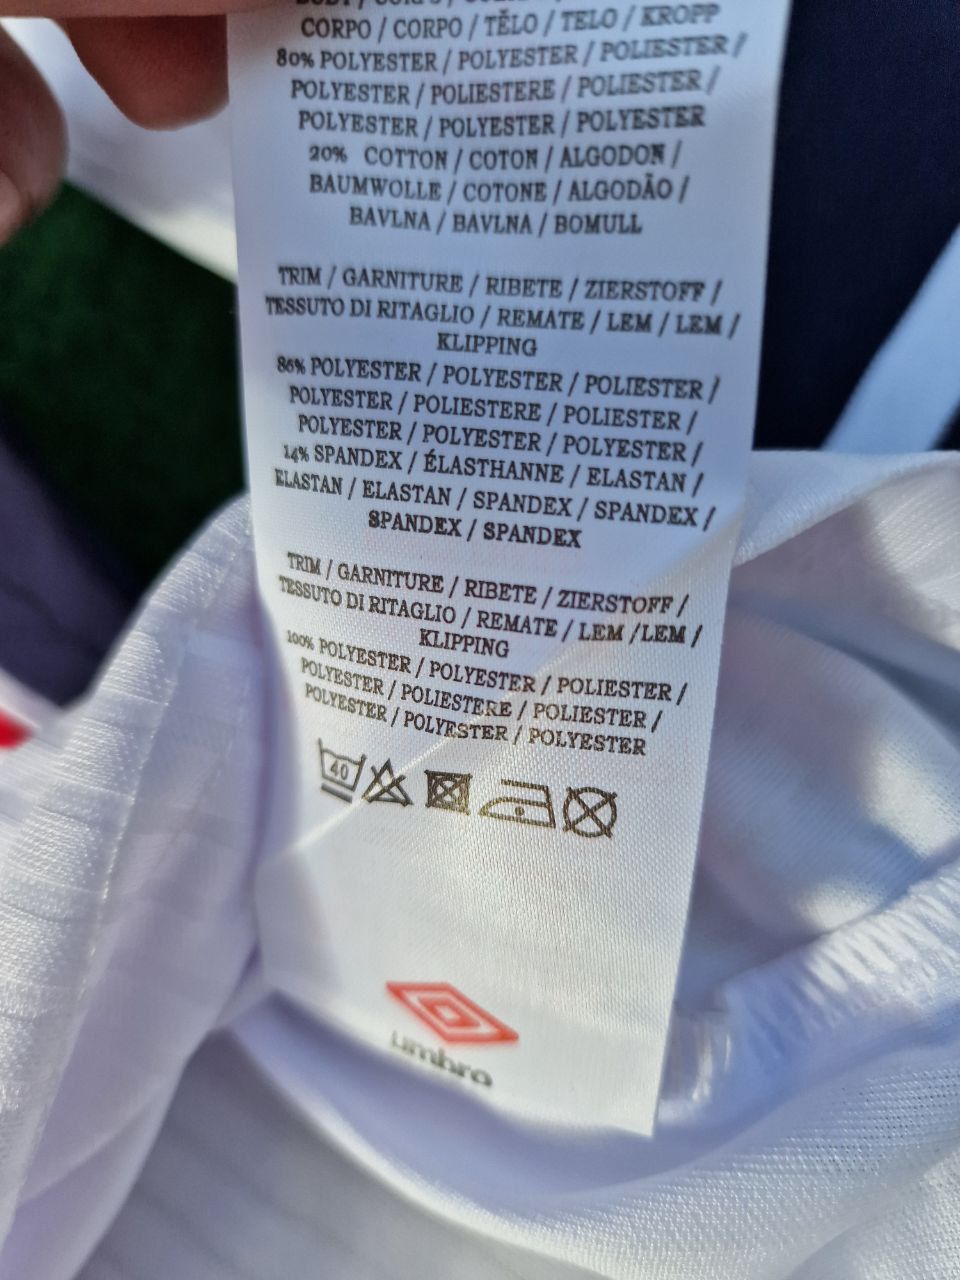 CORPO / CORPO / TĚLO / TELO / KROPP
80% POLYESTER / POLYESTER / POLIESTER /
POLYESTER / POLIESTERE / POLIESTER /
POLYESTER / POLYESTER / POLYESTER
20% COTTON / COTON / ALGODON /
BAUMWOLLE / COTONE / ALGODÃO /
BAVLNA / BAVLNA / BOMULL
TRIM / GARNITURE / RIBETE / ZIERSTOFF /
TESSUTO DI RITAGLIO / REMATE / LEM / LEM /
KLIPPING
86% POLYESTER / POLYESTER / POLIESTER /
POLYESTER / POLIESTERE / POLIESTER /
POLYESTER / POLYESTER / POLYESTER /
14% SPANDEX / ÉLASTHANNE / ELASTAN /
ELASTAN / ELASTAN / SPANDEX / SPANDEX /
SPANDEX / SPANDEX
TRIM / GARNITURE / RIBETE / ZIERSTOFF /
TESSUTO DI RITAGLIO / REMATE / LEM /LEM /
KLIPPING
100% POLYESTER / POLYESTER / POLIESTER /
POLYESTER / POLIESTERE / POLIESTER /
POLYESTER / POLYESTER / POLYESTER
40
umbro